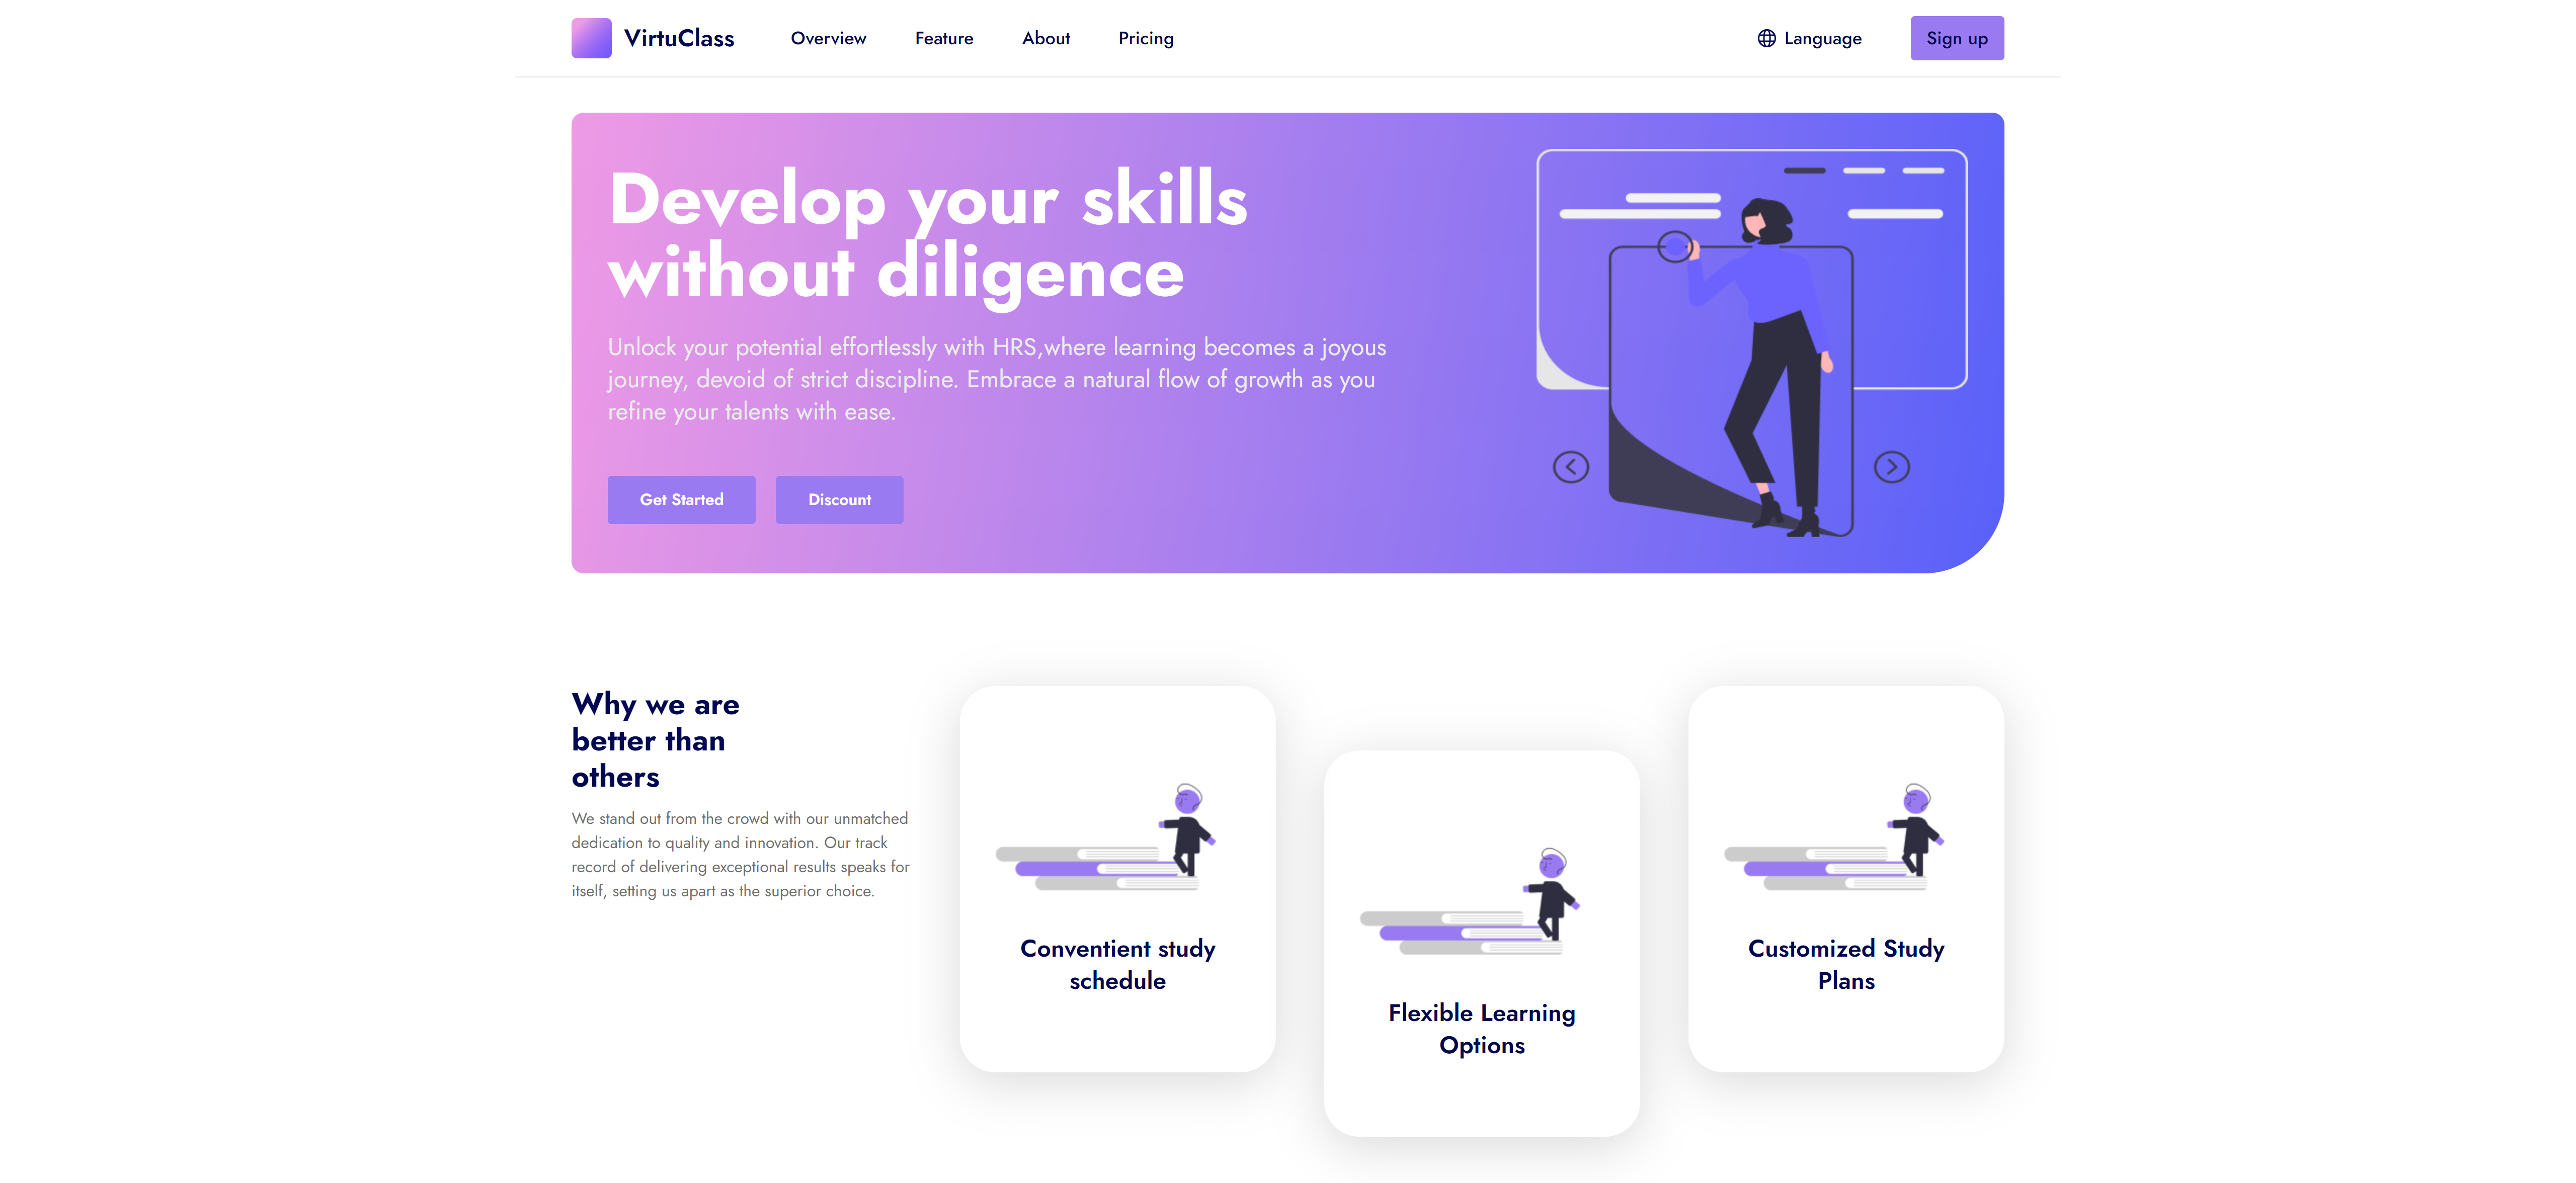 VirtuClass
Overview
Feature
About
Pricing
Language
Sign up
Develop your skills
without diligence
Unlock your potential effortlessly with HRS,where learning becomes a joyous
journey, devoid of strict discipline. Embrace a natural flow of growth as you
refine your talents with ease.
Get Started
Discount
Why we are
better than
others
We stand out from the crowd with our unmatched
dedication to quality and innovation. Our track
record of delivering exceptional results speaks for
itself, setting us apart as the superior choice.
Conventient study
schedule
Flexible Learning
Options
Customized Study
Plans